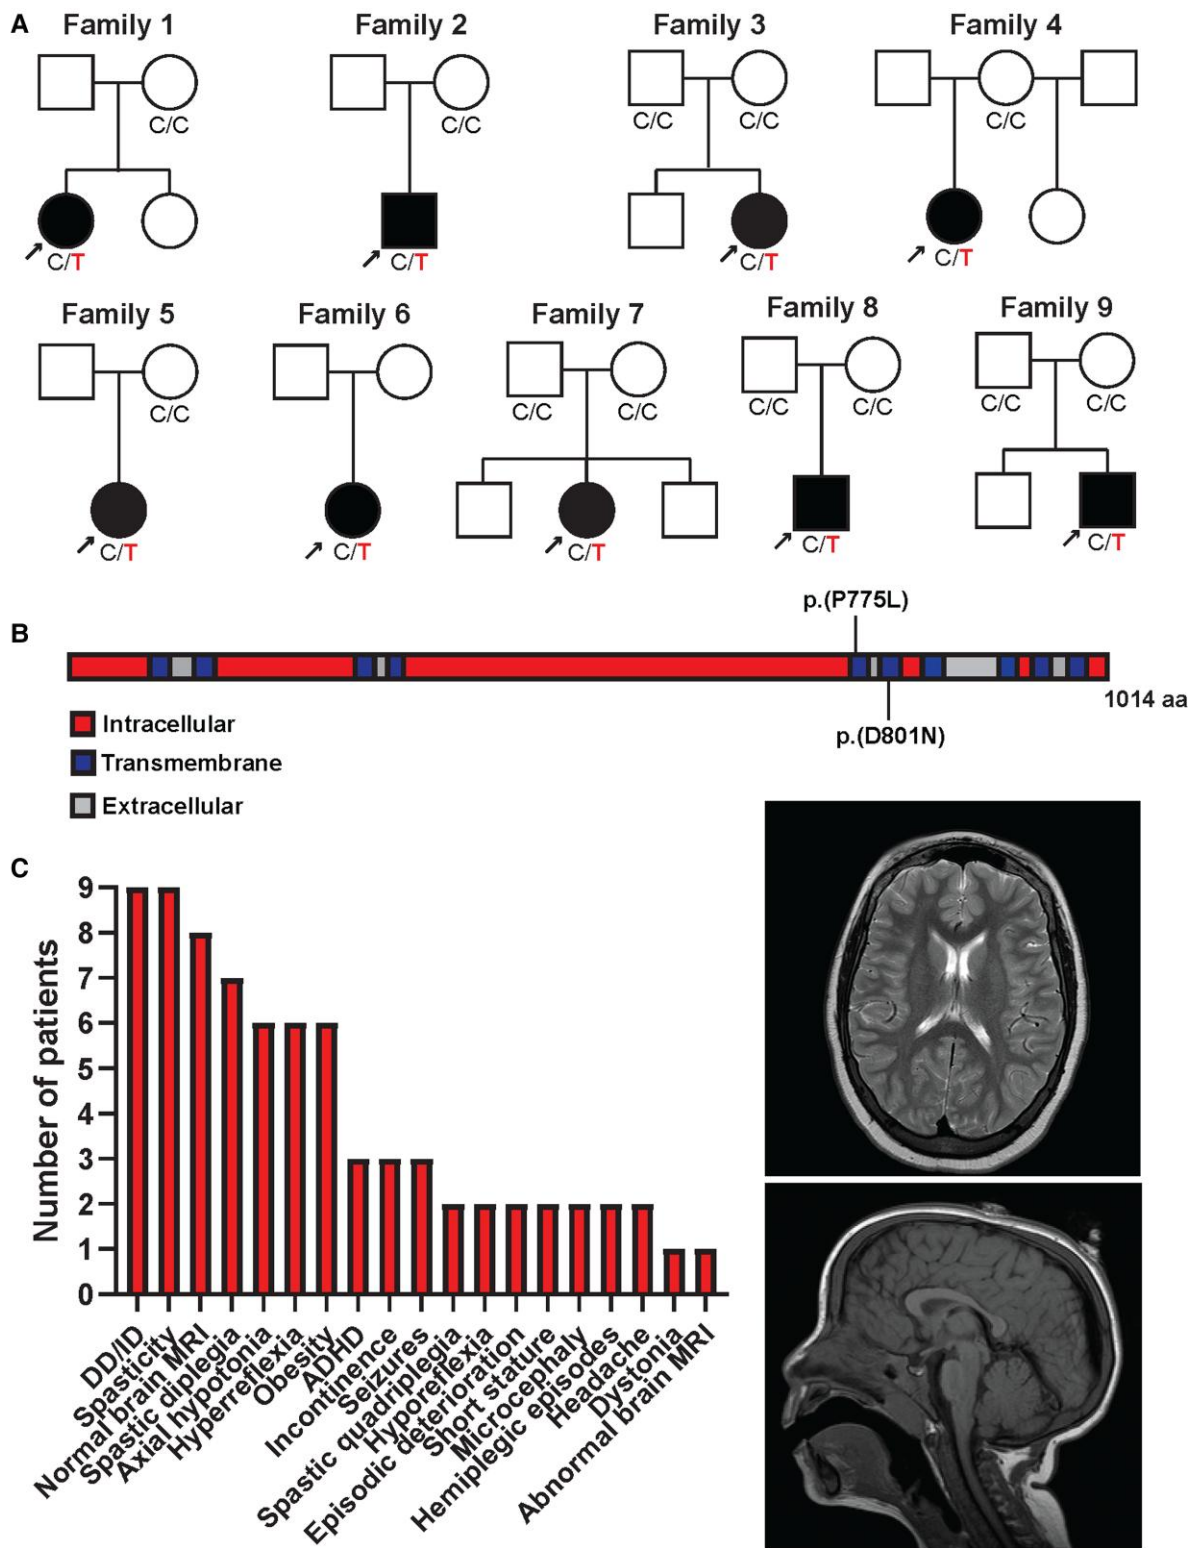 A
Family 1
Family 2
Family 3
Family 4
C/C
C/C
C/C
C/C
C/C
C/T
C/T
C/T
C/T
Family 5
Family 6
Family 7
Family 8
Family 9
C/C
C/C
C/C
C/C
C/C
C/C
C/C
C/T
C/T
C/T
C/T
C/T
B
p.(P775L)
1014 aa
p.(D801N)
Intracellular
Transmembrane
Extracellular
C
Number of patients
9
8
7
6
5
4
3
2
1
0
DD/ID
Spasticity
Normal brain MRI
Spastic diplegia
Axial hypotonia
Hyperreflexia
Obesity
ADHD
Incontinence
Seizures
Spastic quadriplegia
Hyporeflexia
Episodic deterioration
Short stature
Microcephaly
Hemiplegic episodes
Headache
Dystonia
Abnormal brain MRI